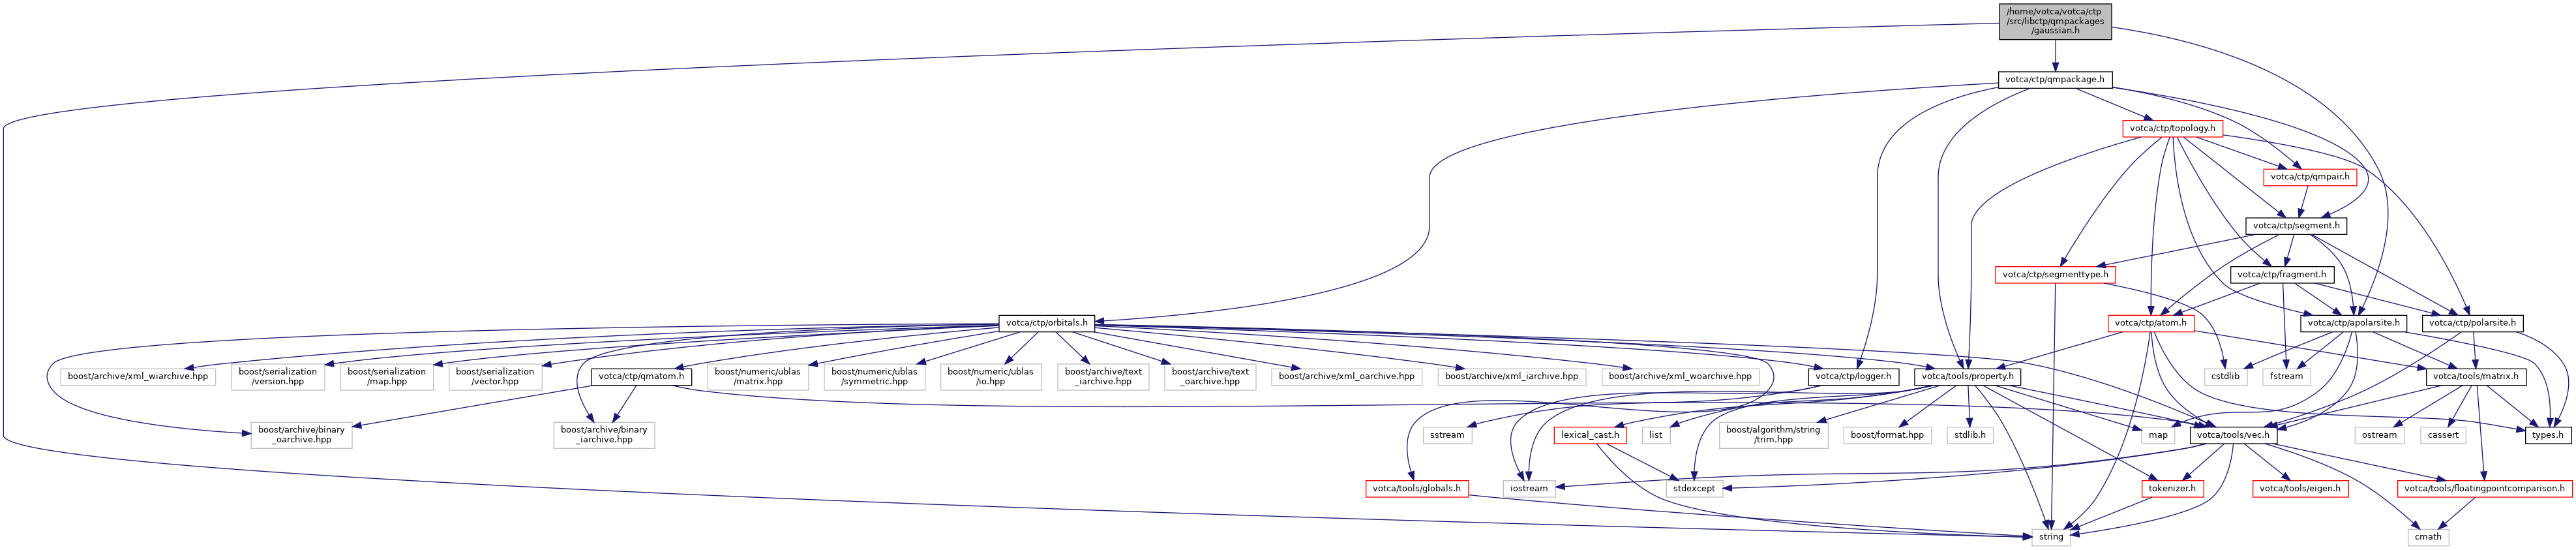 /home/votca/votca/ctp
/src/libctp/qmpackages
/gaussian.h
votca/ctp/qmpackage.h
votca/ctp/topology.h
votca/ctp/qmpair.h
votca/ctp/segment.h
votca/ctp/segmenttype.h
votca/ctp/fragment.h
votca/ctp/orbitals.h
votca/ctp/atom.h
votca/ctp/apolarsite.h
votca/ctp/polarsite.h
boost/archive/xml_wiarchive.hpp
boost/serialization
/version.hpp
boost/serialization
/map.hpp
boost/serialization
/vector.hpp
votca/ctp/qmatom.h
boost/numeric/ublas
/matrix.hpp
boost/numeric/ublas
/symmetric.hpp
boost/numeric/ublas
/io.hpp
boost/archive/text
_iarchive.hpp
boost/archive/text
_oarchive.hpp
boost/archive/xml_oarchive.hpp
boost/archive/xml_iarchive.hpp
boost/archive/xml_woarchive.hpp
votca/ctp/logger.h
votca/tools/property.h
cstdlib
fstream
votca/tools/matrix.h
boost/archive/binary
_oarchive.hpp
boost/archive/binary
_iarchive.hpp
sstream
lexical_cast.h
list
boost/algorithm/string
/trim.hpp
boost/format.hpp
stdlib.h
map
votca/tools/vec.h
ostream
cassert
types.h
votca/tools/globals.h
iostream
stdexcept
tokenizer.h
votca/tools/eigen.h
votca/tools/floatingpointcomparison.h
string
cmath